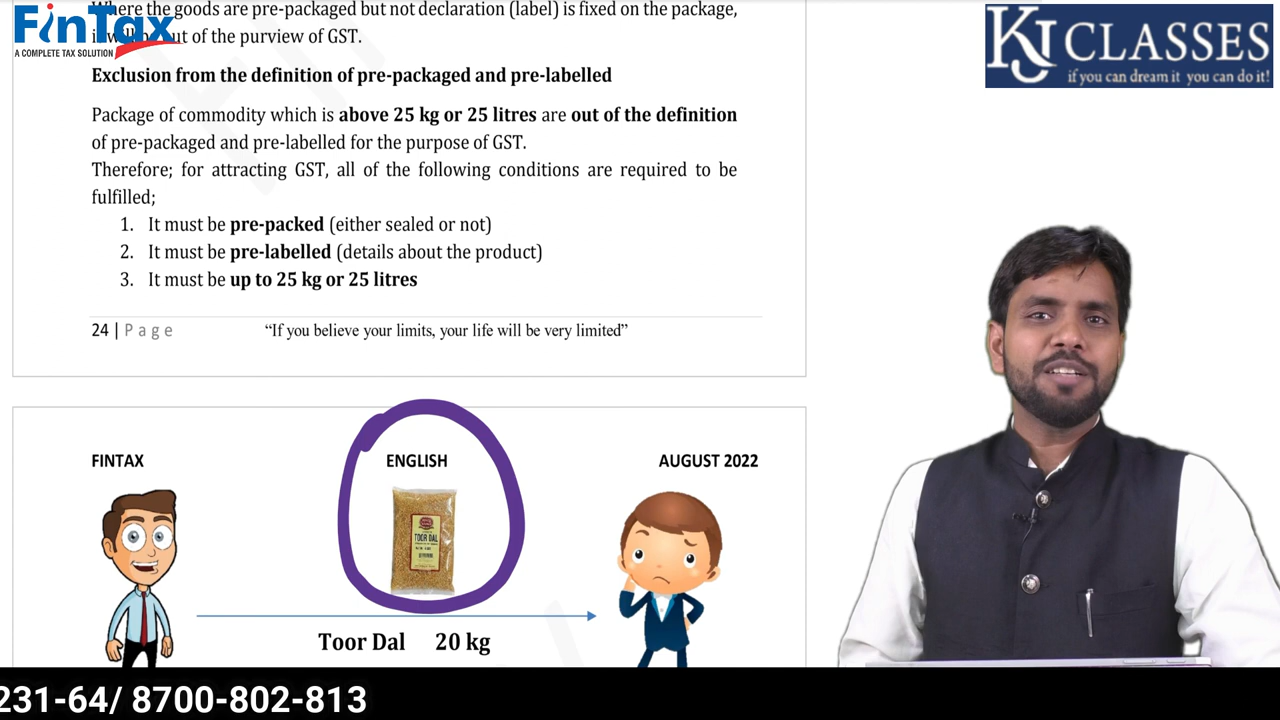 Where the goods are pre-packaged but not declaration (label) is fixed on the package,
ut of the purview of GST.
FinTax
A COMPLETE TAX SOLUTION
KJ CLASSES
if you can dream it you can do it!
Exclusion from the definition of pre-packaged and pre-labelled
Package of commodity which is above 25 kg or 25 litres are out of the definition
of pre-packaged and pre-labelled for the purpose of GST.
Therefore; for attracting GST, all of the following conditions are required to be
fulfilled;
1. It must be pre-packed (either sealed or not)
2. It must be pre-labelled (details about the product)
3. It must be up to 25 kg or 25 litres
24 | Page “If you believe your limits, your life will be very limited”
FINTAX ENGLISH AUGUST 2022
TOOR DAL
Toor Dal 20 kg
231-64/ 8700-802-813